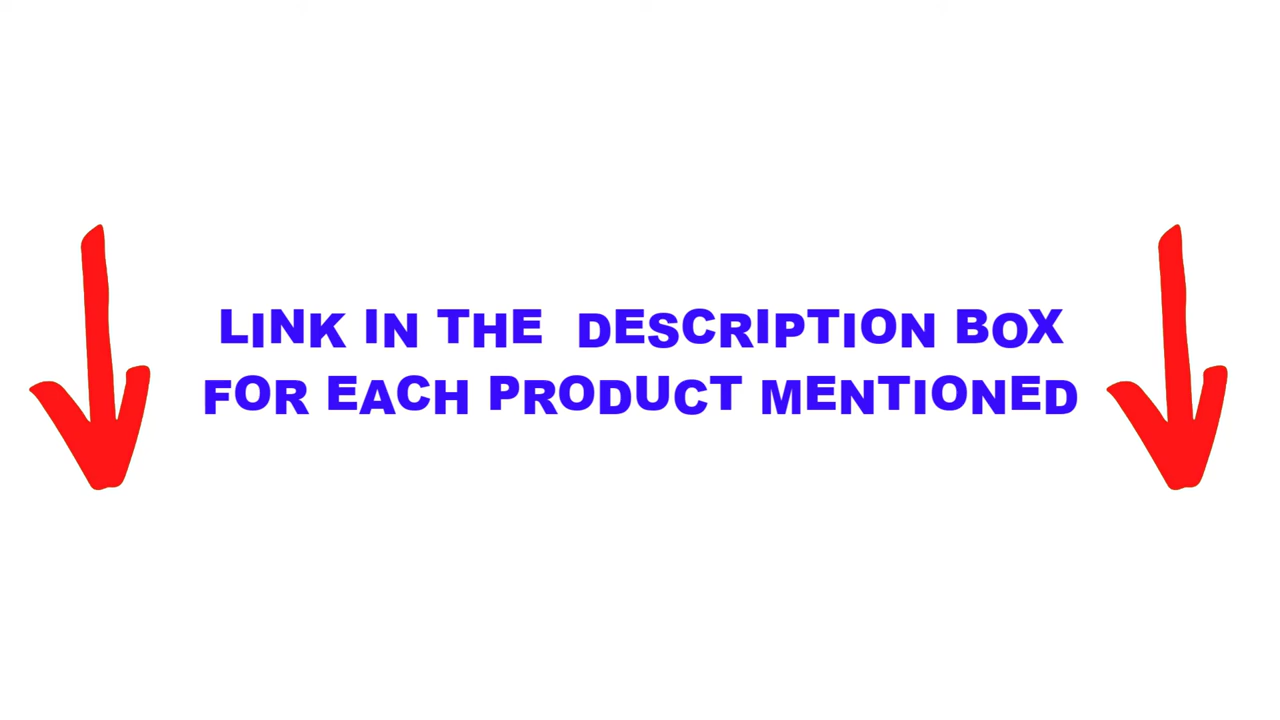 LINK IN THE DESCRIPTION BOX
FOR EACH PRODUCT MENTIONED